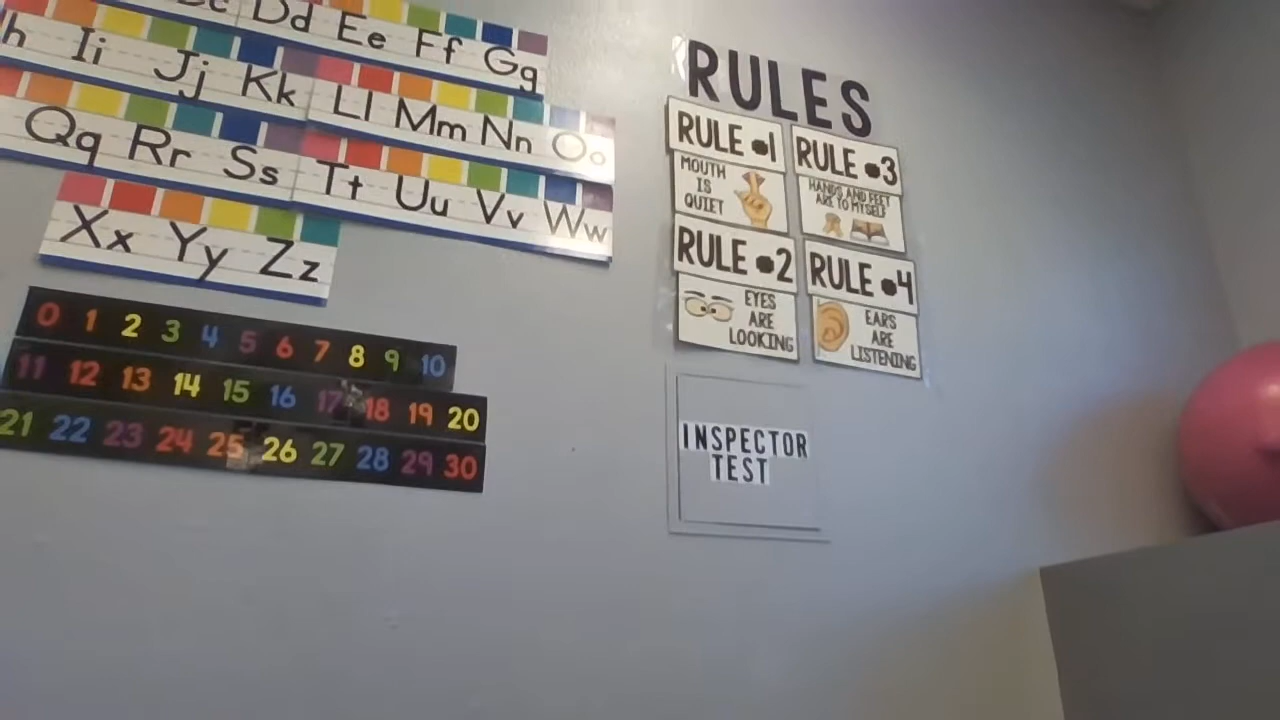 Dd Ee Ff Gg
h Ii Jj Kk Ll Mm Nn Oo
Qq Rr Ss Tt Uu Vv Ww
Xx Yy Zz
0 1 2 3 4 5 6 7 8 9 10
11 12 13 14 15 16 17 18 19 20
21 22 23 24 25 26 27 28 29 30
RULES
RULE #1
MOUTH
IS
QUIET
RULE #2
EYES
ARE
LOOKING
RULE #3
HANDS AND FEET
ARE TO MYSELF
RULE #4
EARS
ARE
LISTENING
INSPECTOR
TEST